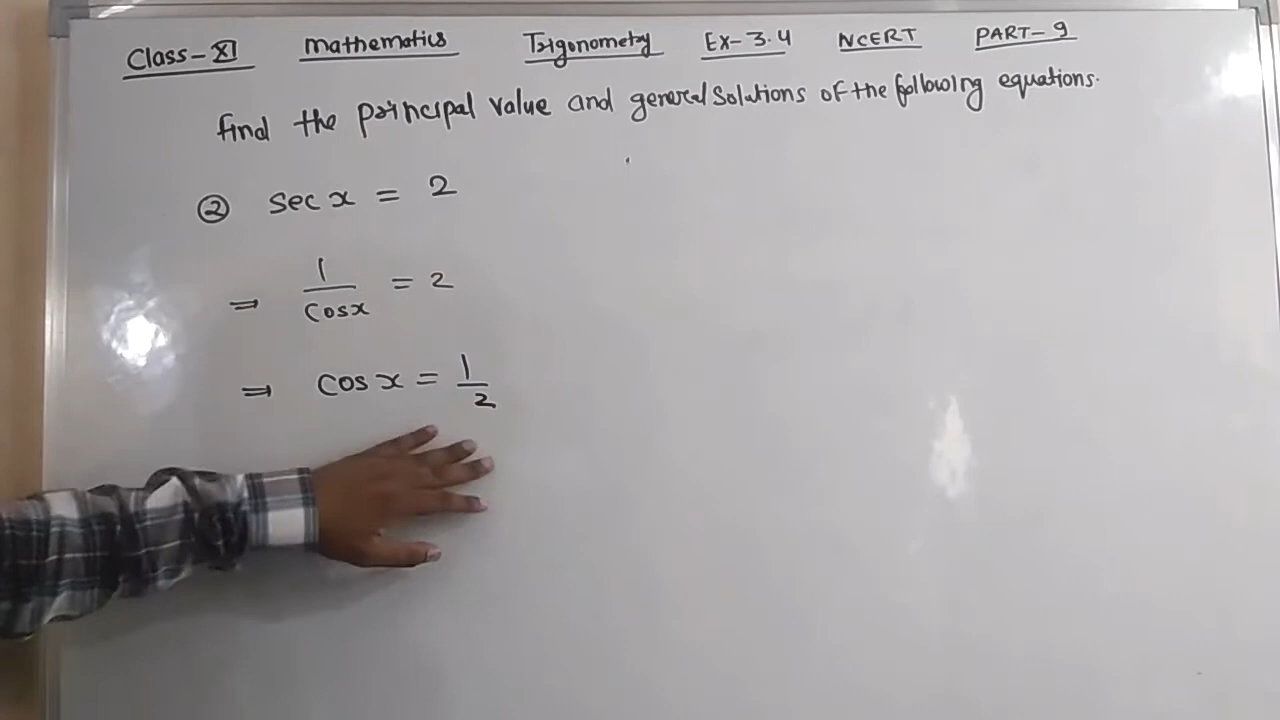 Class-XI Mathematics Trigonometry Ex-3.4 NCERT PART-9
find the principal value and general solutions of the following equations.
② sec x = 2
⇒ 1/cosx = 2
⇒ cos x = 1/2